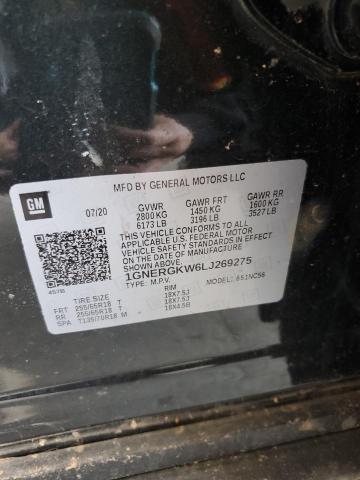 GM
MFD BY GENERAL MOTORS LLC
07/20 GVWR GAWR FRT GAWR RR
2800 KG 1450 KG 1600 KG
6173 LB 3196 LB 3527 LB
THIS VEHICLE CONFORMS TO ALL
APPLICABLE U.S. FEDERAL MOTOR
VEHICLE SAFETY STANDARDS IN
EFFECT ON THE DATE
OF MANUFACTURE SHOWN ABOVE.
1GNERGKW6LJ269275
TYPE: M.P.V. MODEL: 651NC56
TIRE SIZE RIM
FRT 255/65R18 T 18X7.5J
RR 255/65R18 T 18X7.5J
SPA T135/70R18 M 18X4.5B